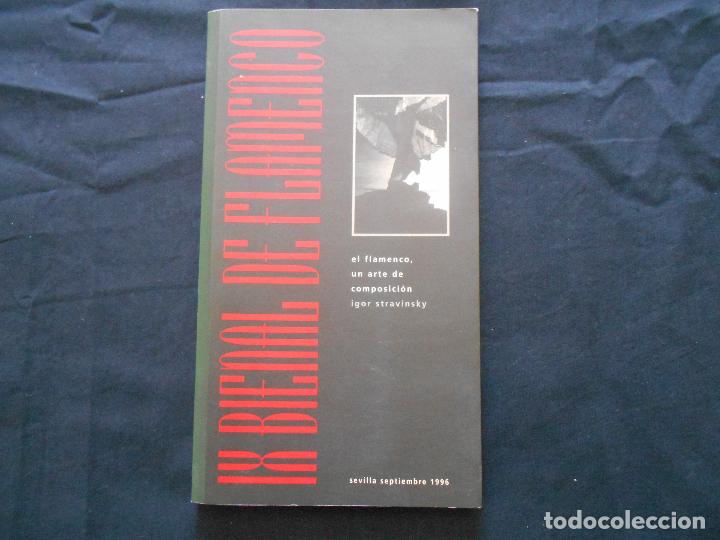 IX BIENAL DE FLAMENCO
el flamenco,
un arte de
composición
igor stravinsky
sevilla septiembre 1996
todocoleccion